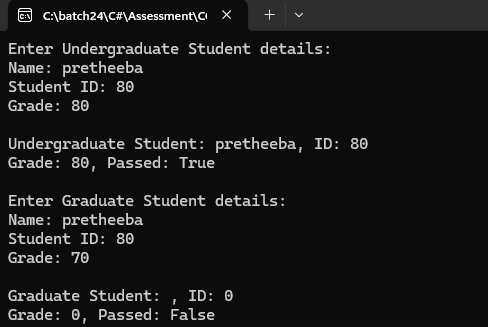 C:\batch24\C#\Assessment\C
Enter Undergraduate Student details:
Name: pretheeba
Student ID: 80
Grade: 80
Undergraduate Student: pretheeba, ID: 80
Grade: 80, Passed: True
Enter Graduate Student details:
Name: pretheeba
Student ID: 80
Grade: 70
Graduate Student: , ID: 0
Grade: 0, Passed: False